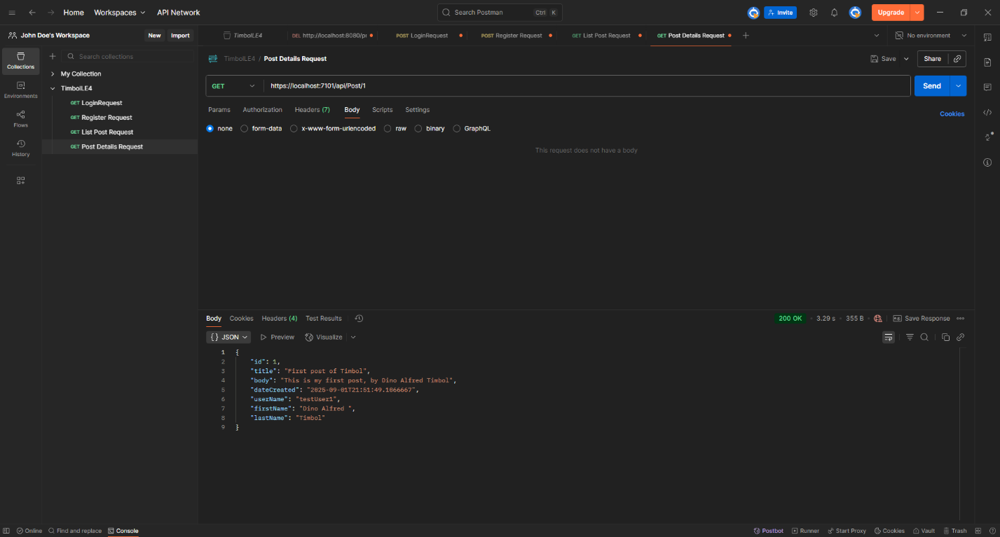 Home Workspaces API Network Search Postman Ctrl K Invite Upgrade
John Doe's Workspace New Import
TimbolLE4 DEL http://localhost:8080/p POST LoginRequest POST Register Request GET List Post Request GET Post Details Request No environment
Collections
Environments
Flows
History
Search collections
My Collection
TimbolLE4
GET LoginRequest
GET Register Request
GET List Post Request
GET Post Details Request
HTTP TimbolLE4 / Post Details Request Save Share
GET https://localhost:7101/api/Post/1 Send
Params Authorization Headers (7) Body Scripts Settings Cookies
none form-data x-www-form-urlencoded raw binary GraphQL
This request does not have a body
Body Cookies Headers (4) Test Results 200 OK • 3.29 s • 355 B • Save Response
{} JSON Preview Visualize
1 {
2 "id": 1,
3 "title": "First post of Timbol",
4 "body": "This is my first post, by Dino Alfred Timbol",
5 "dateCreated": "2025-09-01T21:51:49.1066667",
6 "userName": "testUser1",
7 "firstName": "Dino Alfred ",
8 "lastName": "Timbol"
9 }
Online Find and replace Console Postbot Runner Start Proxy Cookies Vault Trash